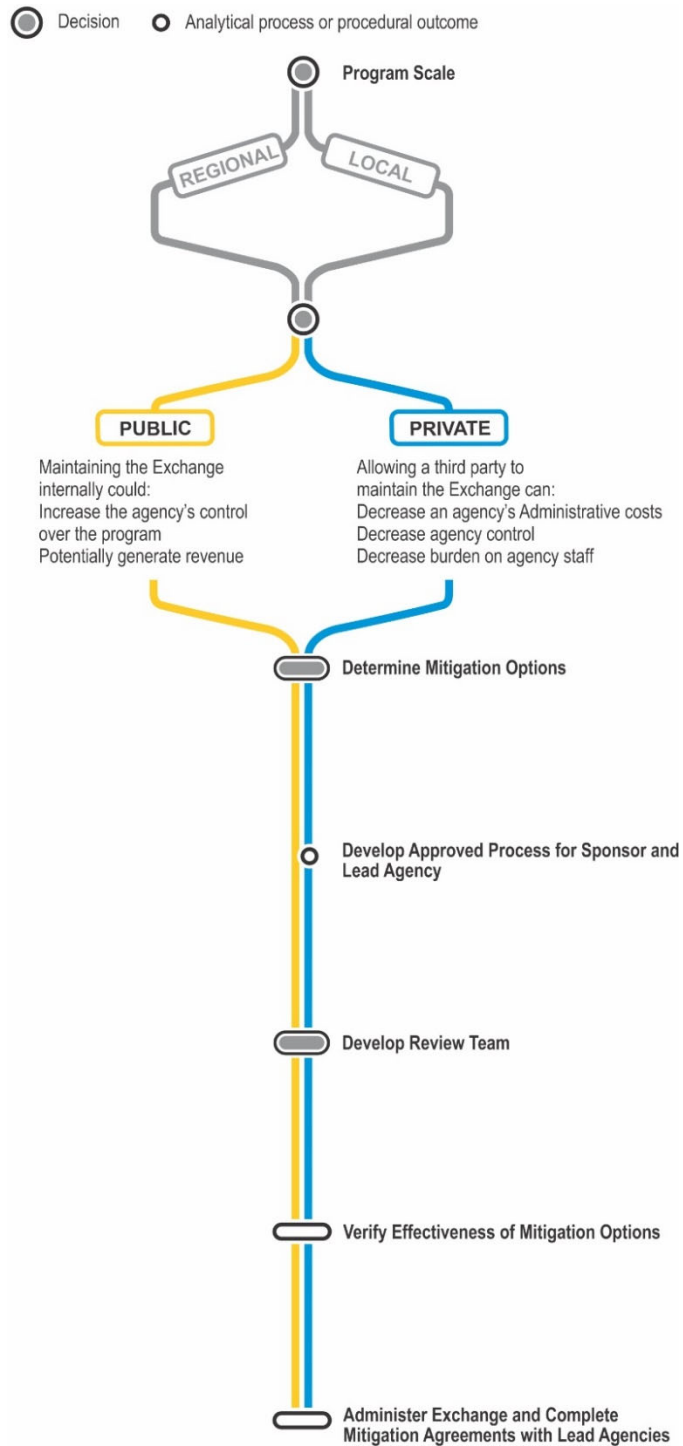 Decision
Analytical process or procedural outcome
Program Scale
REGIONAL
LOCAL
PUBLIC
Maintaining the Exchange
internally could:
Increase the agency's control
over the program
Potentially generate revenue
PRIVATE
Allowing a third party to
maintain the Exchange can:
Decrease an agency's Administrative costs
Decrease agency control
Decrease burden on agency staff
Determine Mitigation Options
Develop Approved Process for Sponsor and
Lead Agency
Develop Review Team
Verify Effectiveness of Mitigation Options
Administer Exchange and Complete
Mitigation Agreements with Lead Agencies